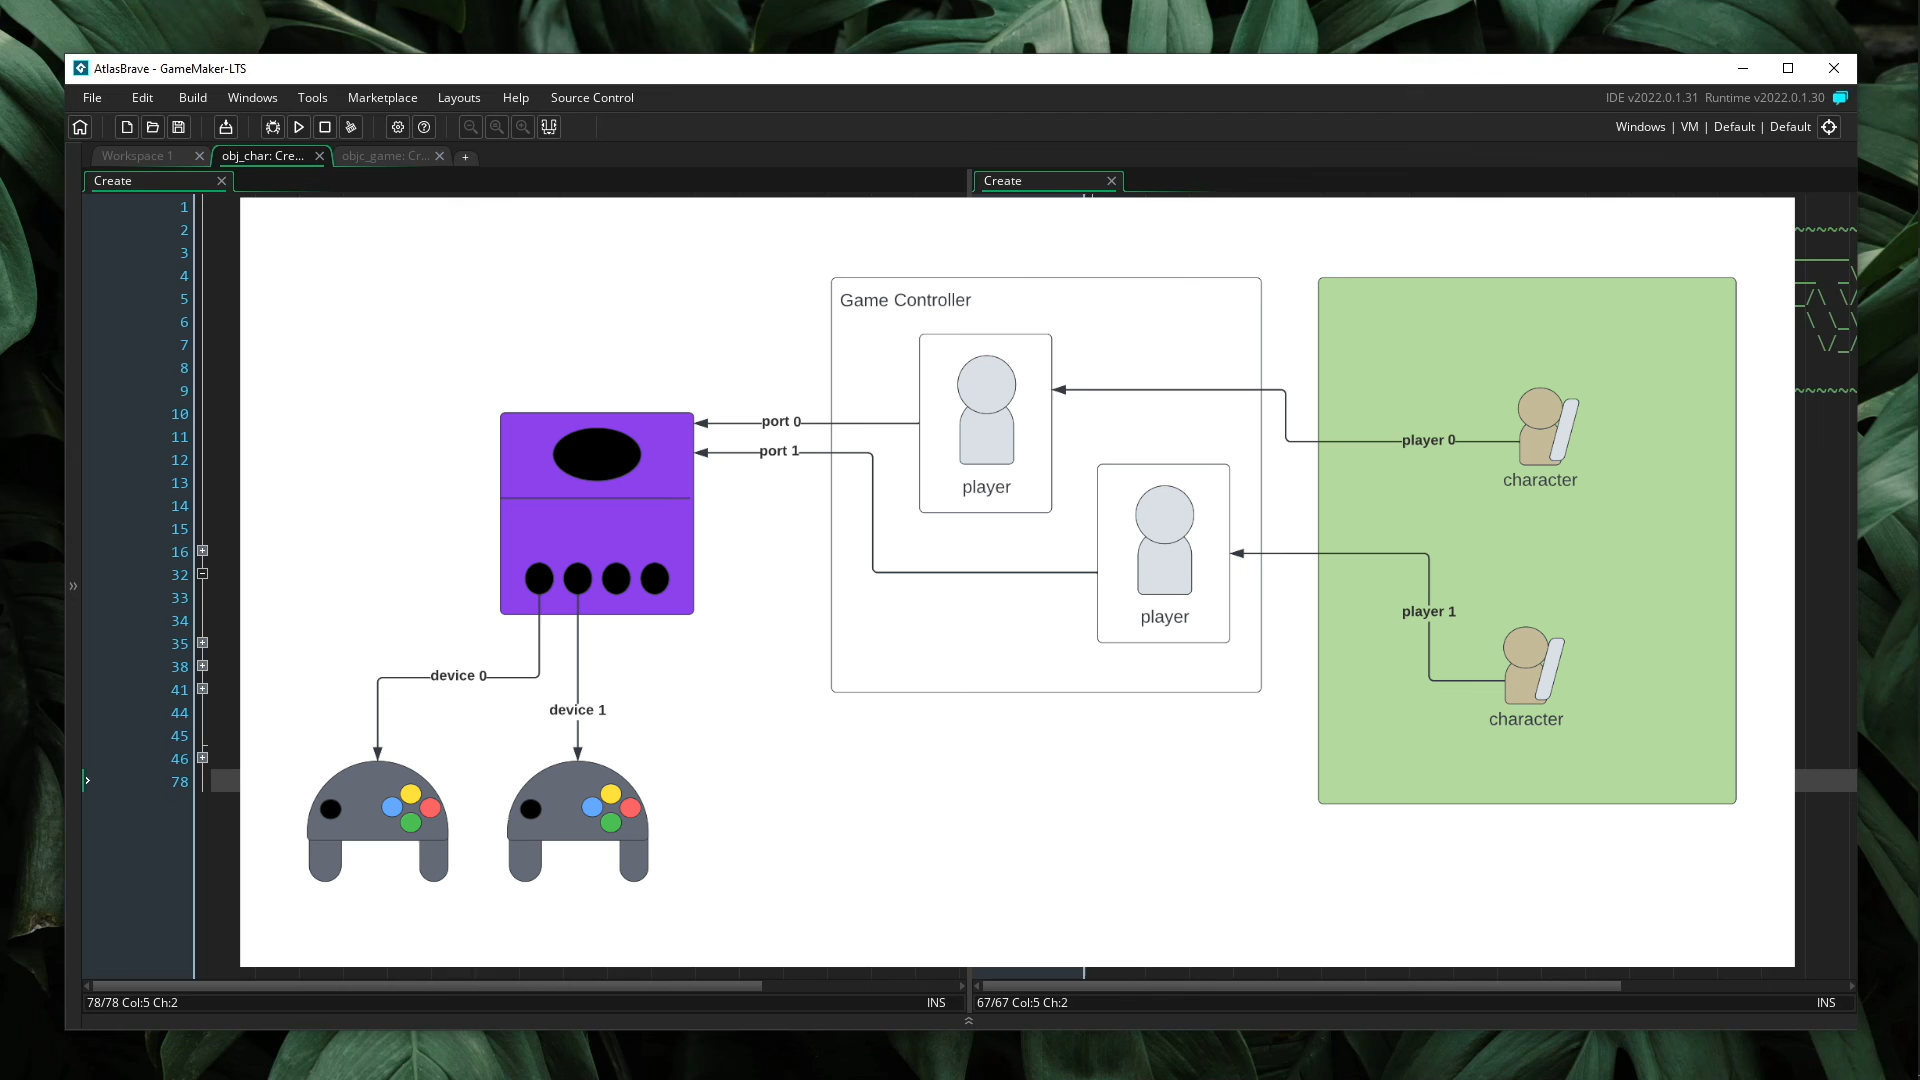 AtlasBrave - GameMaker-LTS
File Edit Build Windows Tools Marketplace Layouts Help Source Control
IDE v2022.0.1.31 Runtime v2022.0.1.30
Windows | VM | Default | Default
Workspace 1
obj_char: Cre...
objc_game: Cr...
Create
Create
1
2
3
4
5
6
7
8
9
10
11
12
13
14
15
16
32
33
34
35
38
41
44
45
46
78
Game Controller
port 0
port 1
player
player
player 0
character
player 1
character
device 0
device 1
78/78 Col:5 Ch:2
INS
67/67 Col:5 Ch:2
INS